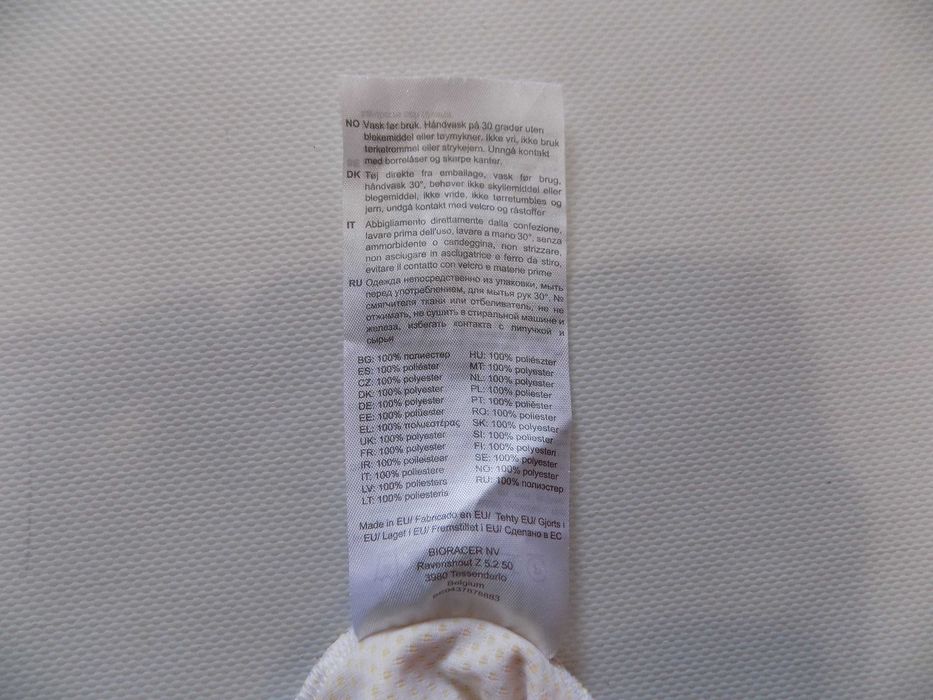 NO Vask før bruk. Håndvask på 30 grader uten
blekemiddel eller tøymykner. Ikke vri, ikke bruk
tørketrommel eller strykejern. Unngå kontakt
med borrelåser og skarpe kanter.
DK Tøj direkte fra emballage, vask før brug,
håndvask 30°, behøver ikke skyllemiddel eller
blegemiddel, ikke vride, ikke tørretumbles og
jern, undgå kontakt med velcro og råstoffer
IT Abbigliamento direttamente dalla confezione,
lavare prima dell'uso, lavare a mano 30°, senza
ammorbidente o candeggina, non strizzare,
non asciugare in asciugatrice e ferro da stiro,
evitare il contatto con velcro e materie prime
RU Одежда непосредственно из упаковки, мыть
перед употреблением, для мытья рук 30°. №
смягчителя ткани или отбеливатель, не не
отжимать, не сушить в стиральной машине и
железа, избегать контакта с липучкой и
сырья
BG: 100% полиестер
ES: 100% poliéster
CZ: 100% polyester
DK: 100% polyester
DE: 100% polyester
EE: 100% polüester
EL: 100% πολυεστέρας
UK: 100% polyester
FR: 100% polyester
IR: 100% poileistear
IT: 100% poliestere
LV: 100% poliesters
LT: 100% poliesteris
HU: 100% poliészter
MT: 100% polyester
NL: 100% polyester
PL: 100% poliester
PT: 100% poliéster
RO: 100% poliester
SK: 100% polyester
SI: 100% poliester
FI: 100% polyesteri
SE: 100% polyester
NO: 100% polyester
RU: 100% полиэстер
Made in EU/ Fabricado en EU/ Tehty EU/ Gjorts i
EU/ Laget i EU/ Fremstillet i EU/ Сделано в ЕС
BIORACER NV
Ravenshout Z 5.2 50
3980 Tessenderlo
Belgium
BE0437676883